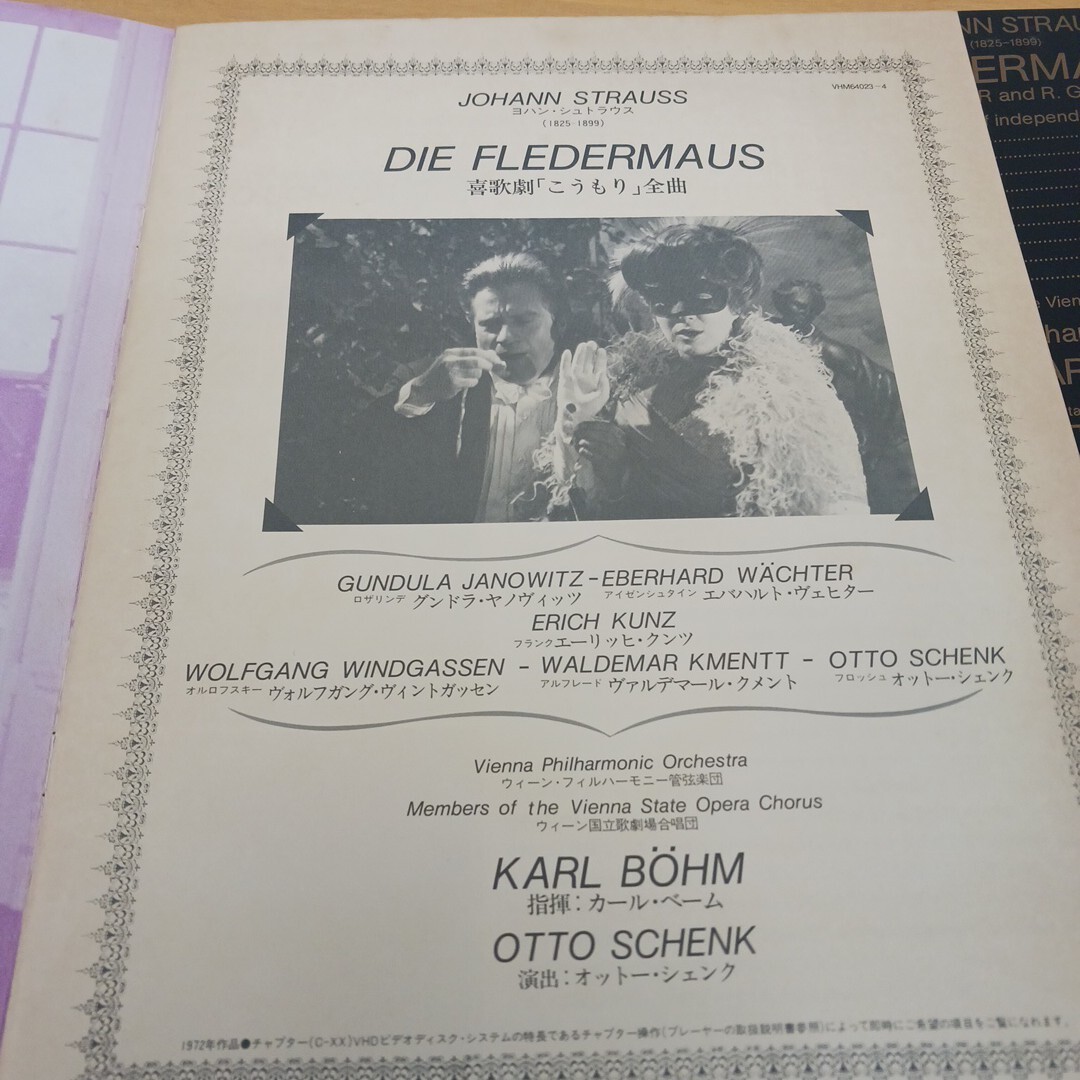 VHM64023-4
JOHANN STRAUSS
ヨハン・シュトラウス
(1825-1899)
DIE FLEDERMAUS
喜歌劇「こうもり」全曲
GUNDULA JANOWITZ - EBERHARD WÄCHTER
ロザリンデ グンドラ・ヤノヴィッツ アイゼンシュタイン エバハルト・ヴェヒター
ERICH KUNZ
フランク エーリッヒ・クンツ
WOLFGANG WINDGASSEN - WALDEMAR KMENTT - OTTO SCHENK
オルロフスキー ヴォルフガング・ヴィントガッセン アルフレード ヴァルデマール・クメント フロッシュ オットー・シェンク
Vienna Philharmonic Orchestra
ウィーン・フィルハーモニー管弦楽団
Members of the Vienna State Opera Chorus
ウィーン国立歌劇場合唱団
KARL BÖHM
指揮:カール・ベーム
OTTO SCHENK
演出:オットー・シェンク
1972年作品●チャプター(C-XX)VHDビデオディスク・システムの特長であるチャプター操作(プレーヤーの取扱説明書参照)によって即時にご希望の項目をご覧になれます。
NN STRAU
(1825-1899)
ERMA
R and R. G
f independ
e Vien